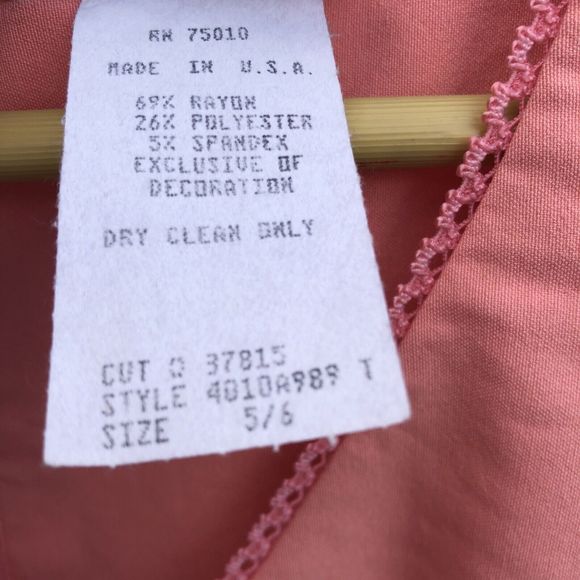 RN 75010
MADE IN U.S.A.
69% RAYON
26% POLYESTER
5% SPANDEX
EXCLUSIVE OF
DECORATION
DRY CLEAN ONLY
CUT 0 37815
STYLE 4010A989 T
SIZE 5/6